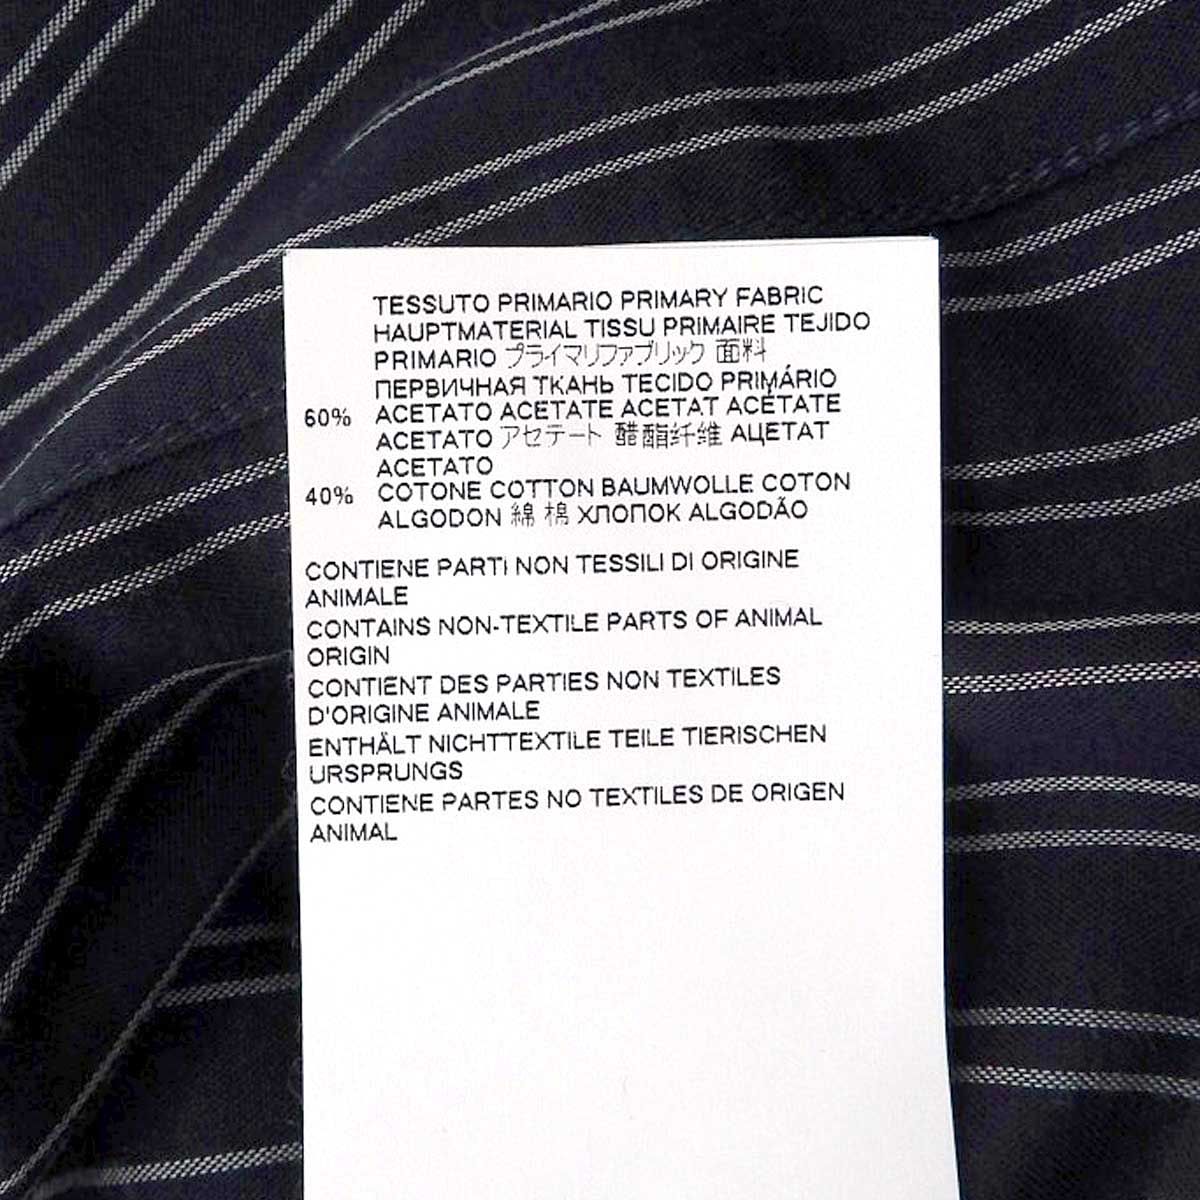 TESSUTO PRIMARIO PRIMARY FABRIC
HAUPTMATERIAL TISSU PRIMAIRE TEJIDO
PRIMARIO プライマリファブリック 面料
ПЕРВИЧНАЯ ТКАНЬ TECIDO PRIMÁRIO
60% ACETATO ACETATE ACETAT ACÉTATE
ACETATO アセテート 醋酯纤维 АЦЕТАТ
ACETATO
40% COTONE COTTON BAUMWOLLE COTON
ALGODON 綿 棉 ХЛОПОК ALGODÃO
CONTIENE PARTI NON TESSILI DI ORIGINE
ANIMALE
CONTAINS NON-TEXTILE PARTS OF ANIMAL
ORIGIN
CONTIENT DES PARTIES NON TEXTILES
D'ORIGINE ANIMALE
ENTHÄLT NICHTTEXTILE TEILE TIERISCHEN
URSPRUNGS
CONTIENE PARTES NO TEXTILES DE ORIGEN
ANIMAL